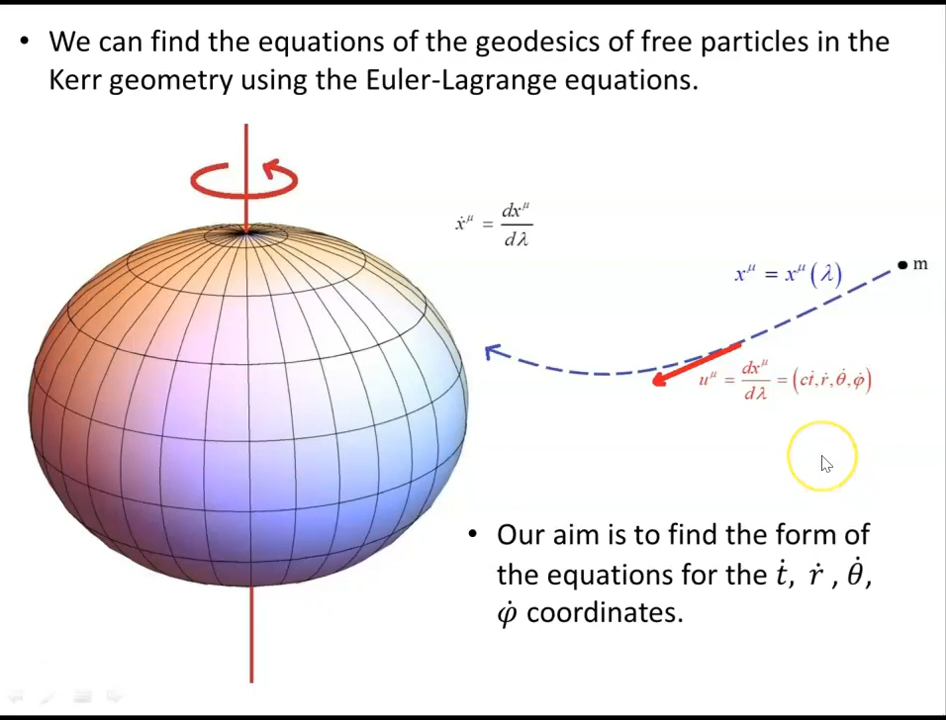 • We can find the equations of the geodesics of free particles in the
Kerr geometry using the Euler-Lagrange equations.
ẋ^μ = dx^μ/dλ
x^μ = x^μ(λ)
m
u^μ = dx^μ/dλ = (cṫ, ṙ, θ̇, φ̇)
• Our aim is to find the form of
the equations for the ṫ, ṙ , θ̇,
φ̇ coordinates.